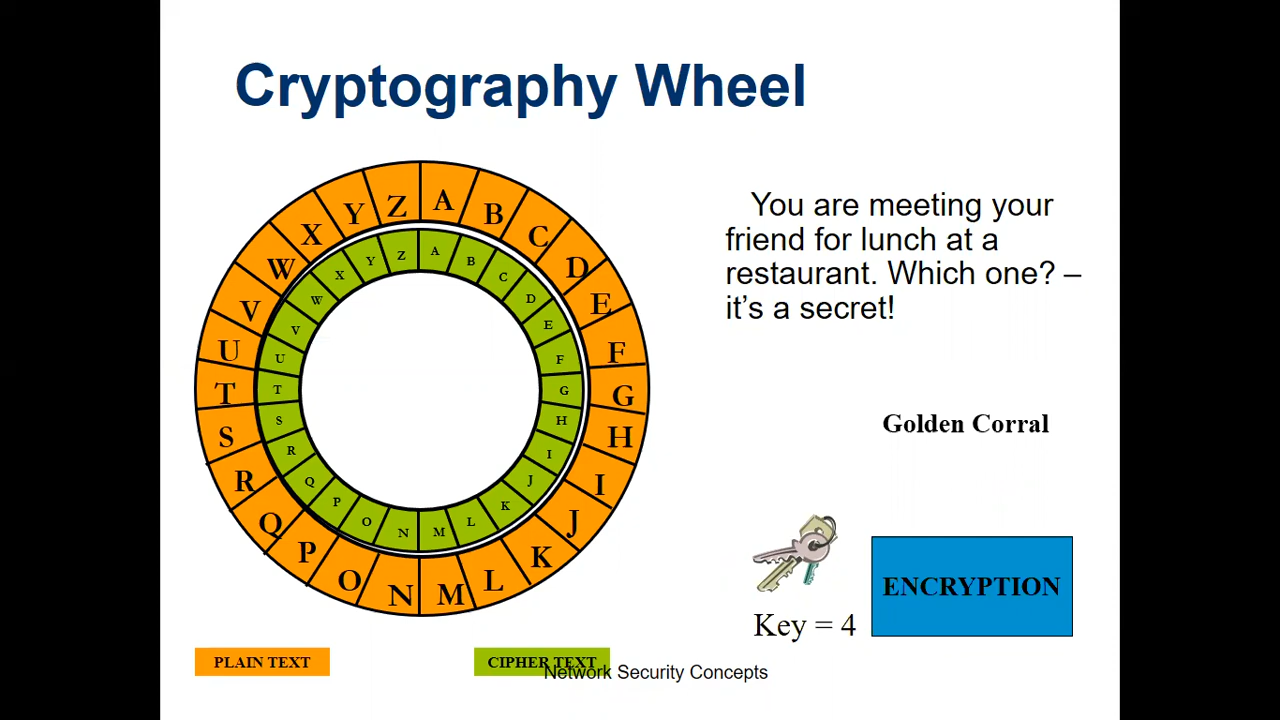 Cryptography Wheel
A
B
C
D
E
F
G
H
I
J
K
L
M
N
O
P
Q
R
S
T
U
V
W
X
Y
Z
A
B
C
D
E
F
G
H
I
J
K
L
M
N
O
P
Q
R
S
T
U
V
W
X
Y
Z
You are meeting your
friend for lunch at a
restaurant. Which one? –
it’s a secret!
Golden Corral
ENCRYPTION
Key = 4
PLAIN TEXT
CIPHER TEXT
Network Security Concepts